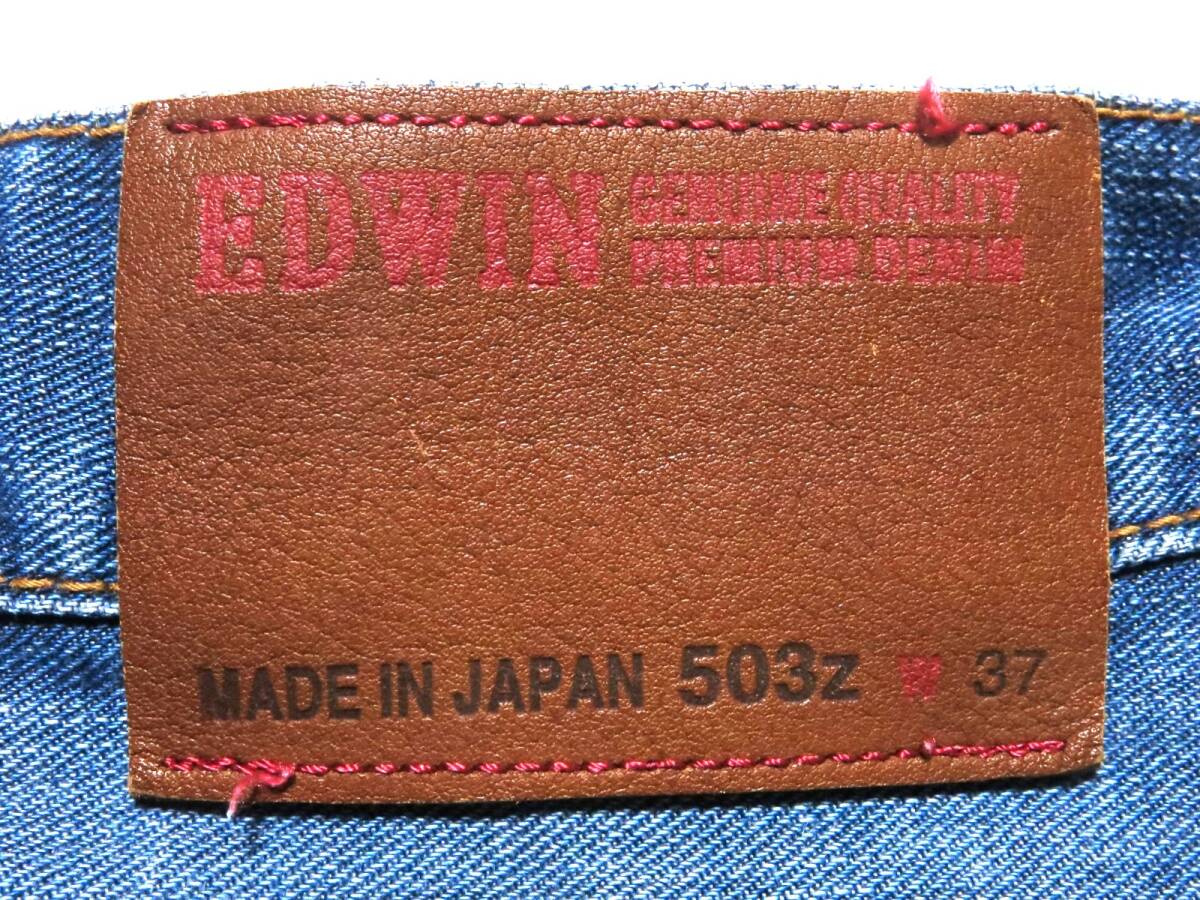 EDWIN GENUINE QUALITY
PREMIUM DENIM
MADE IN JAPAN 503z W 37